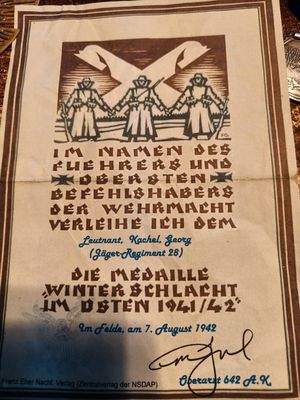 IM NAMEN DES
FUEHRERS UND
OBERSTEN
BEFEHLSHABERS
DER WEHRMACHT
VERLEIHE ICH DEM
Leutnant, Kachel, Georg
(Jäger-Regiment 28)
DIE MEDAILLE
"WINTERSCHLACHT
IM OSTEN 1941/42"
Im Felde, am 7. August 1942
Franz Eher Nachf. Verlag (Zentralverlag der NSDAP)
Oberarzt 642 A.K.